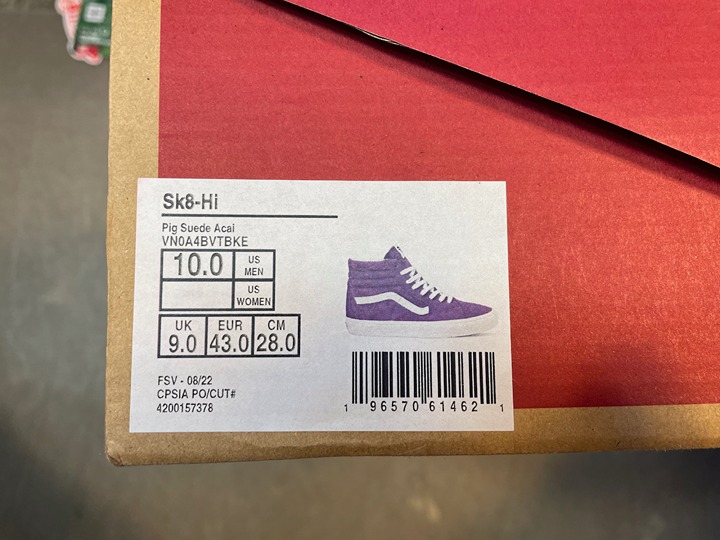 Sk8-Hi
Pig Suede Acai
VN0A4BVTBKE
10.0 US MEN
US WOMEN
UK EUR CM
9.0 43.0 28.0
FSV - 08/22
CPSIA PO/CUT#
4200157378
1 96570 61462 1